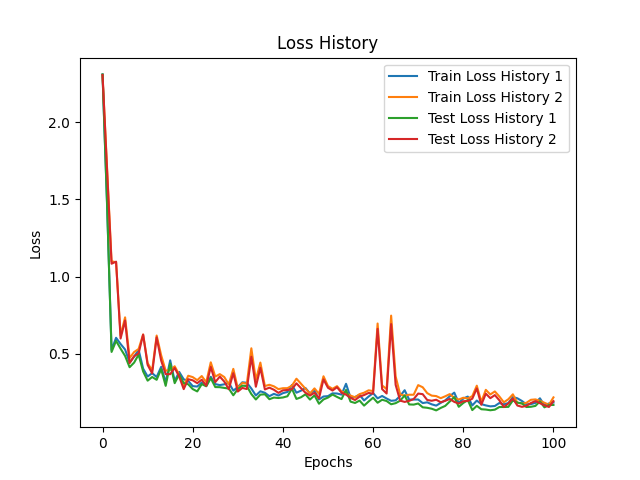 Loss History
Train Loss History 1
Train Loss History 2
Test Loss History 1
Test Loss History 2
Loss
2.0
1.5
1.0
0.5
0
20
40
60
80
100
Epochs